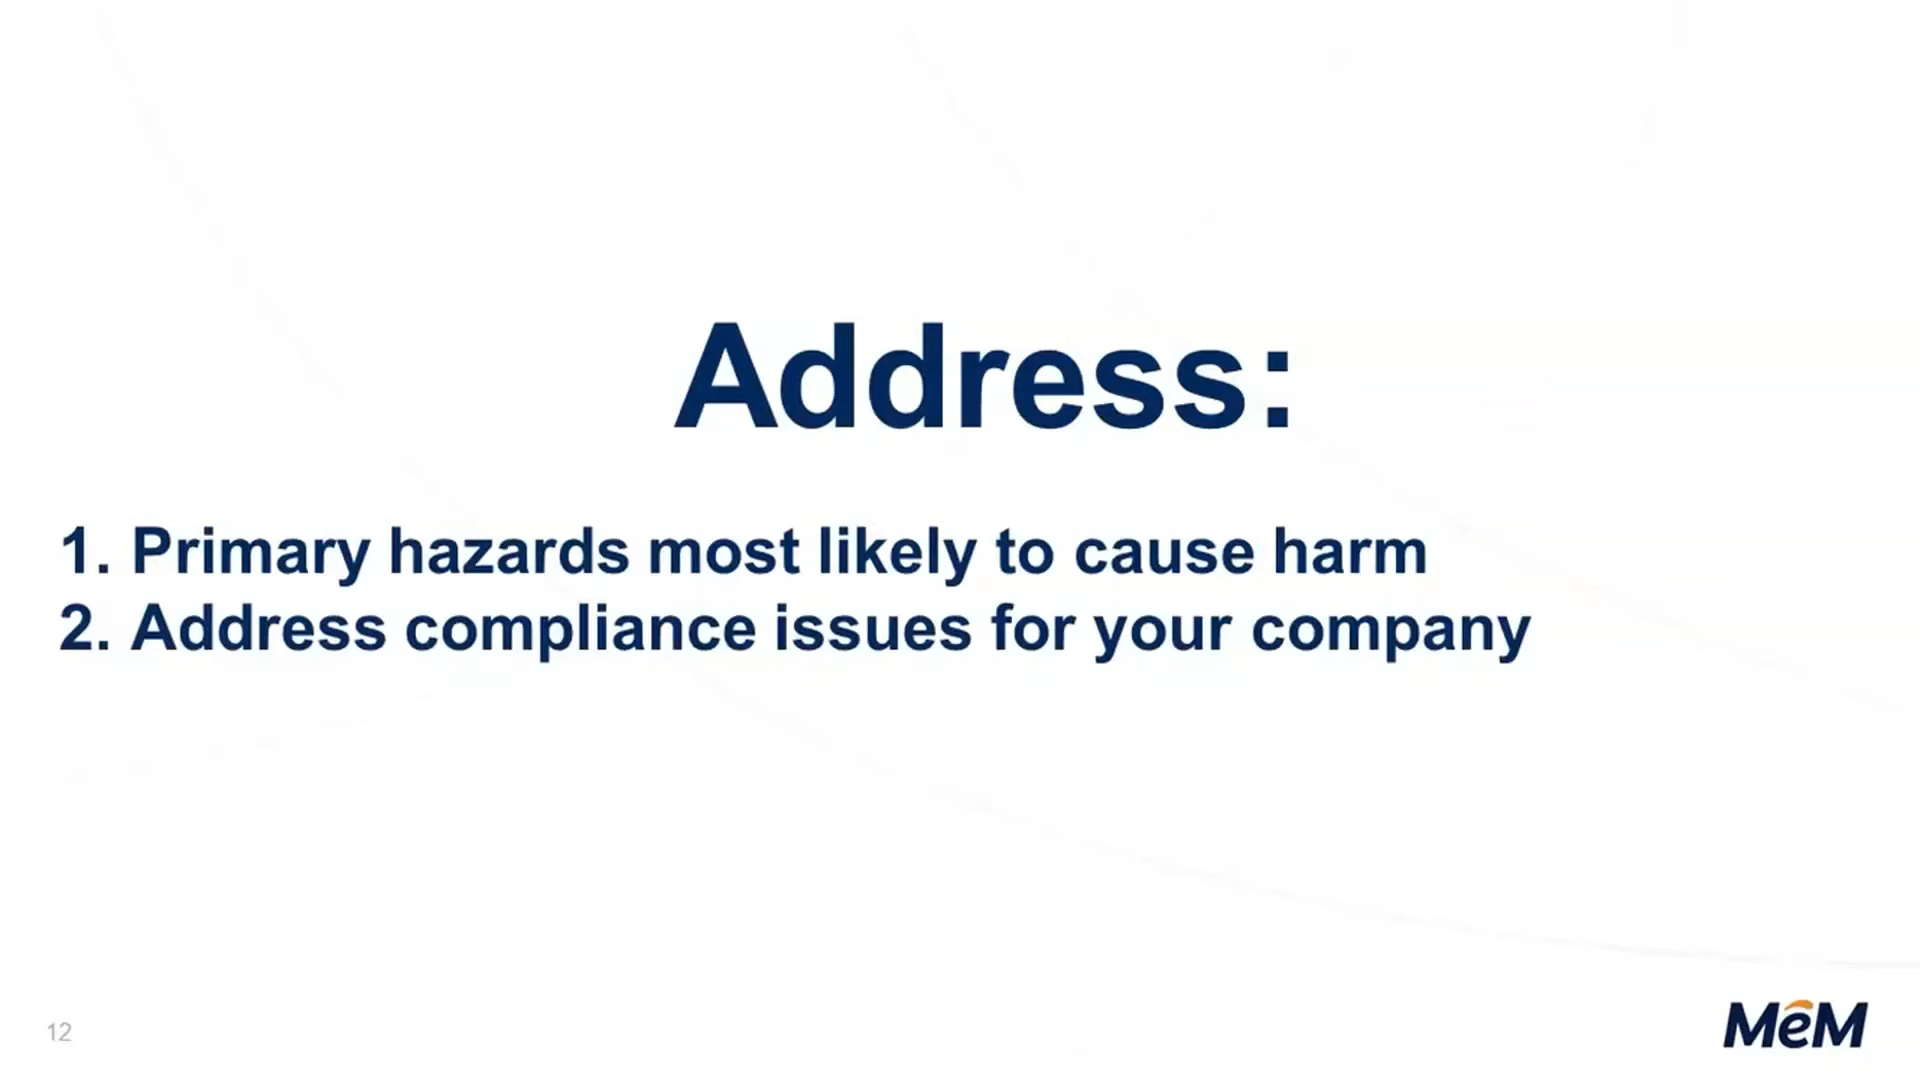 Address:
1. Primary hazards most likely to cause harm
2. Address compliance issues for your company
12
MeM